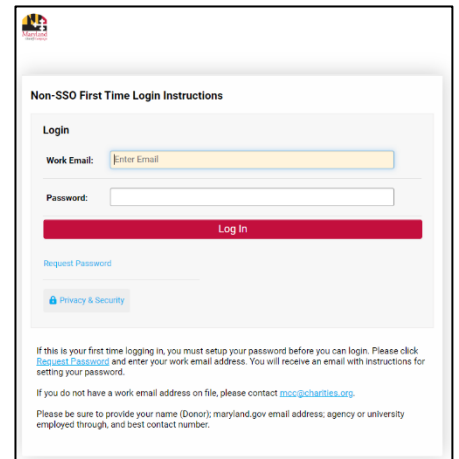 Maryland
Non-SSO First Time Login Instructions
Login
Work Email:
Enter Email
Password:
Log In
Request Password
Privacy & Security
If this is your first time logging in, you must setup your password before you can login. Please click
Request Password and enter your work email address. You will receive an email with instructions for
setting your password.
If you do not have a work email address on file, please contact mcc@charities.org.
Please be sure to provide your name (Donor); maryland.gov email address; agency or university
employed through, and best contact number.